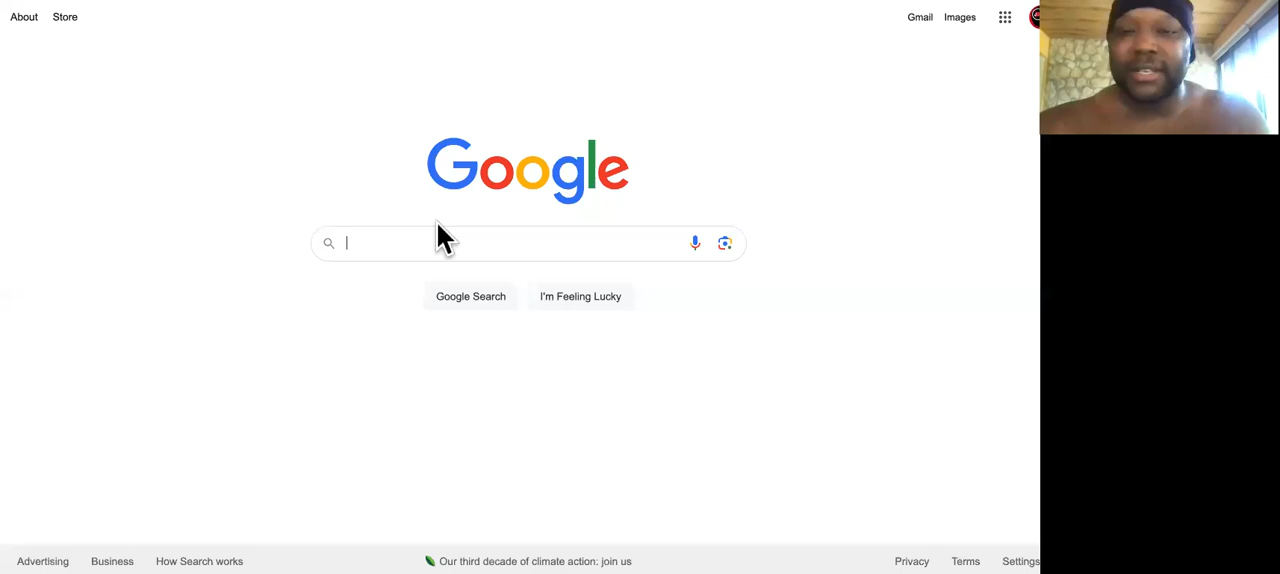 About Store
Gmail Images
Google
Google Search I'm Feeling Lucky
Our third decade of climate action: join us
Advertising Business How Search works
Privacy Terms Settings